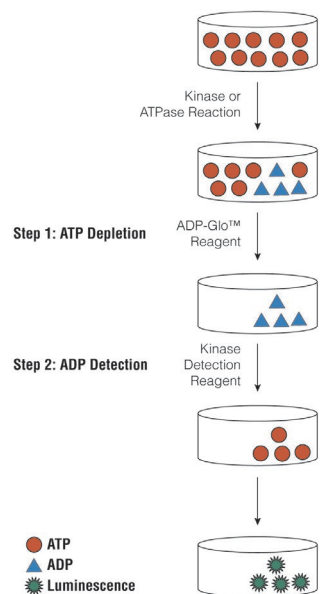 Kinase or
ATPase Reaction
Step 1: ATP Depletion
ADP-Glo™
Reagent
Step 2: ADP Detection
Kinase
Detection
Reagent
ATP
ADP
Luminescence